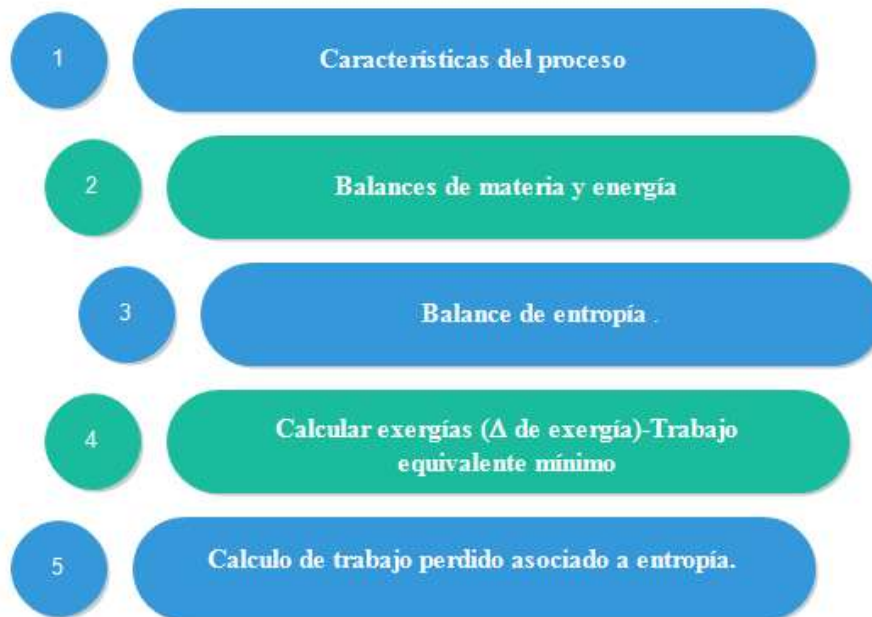 1
Características del proceso
2
Balances de materia y energía
3
Balance de entropía .
4
Calcular exergías (Δ de exergía)-Trabajo
equivalente mínimo
5
Calculo de trabajo perdido asociado a entropía.